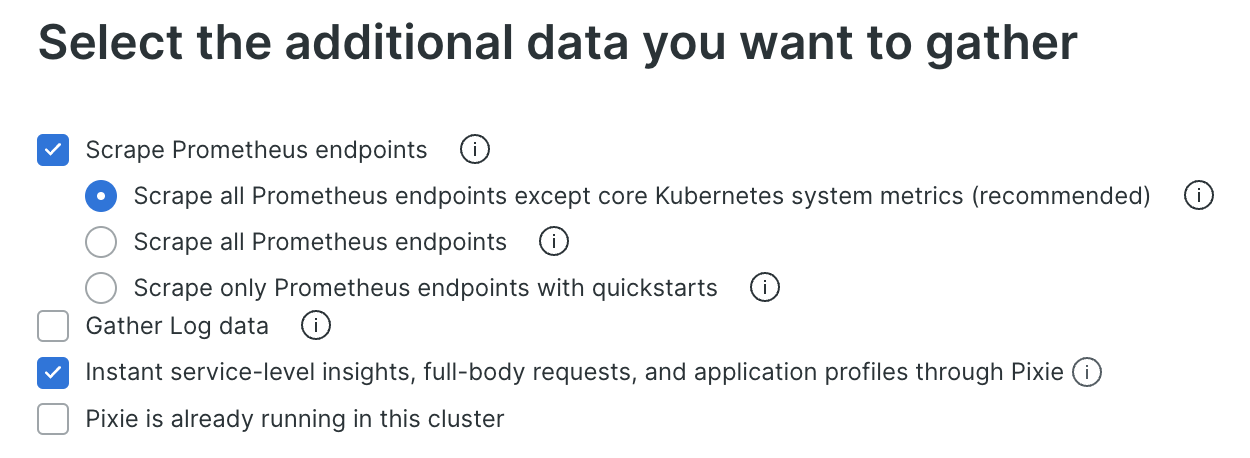 Select the additional data you want to gather
Scrape Prometheus endpoints
Scrape all Prometheus endpoints except core Kubernetes system metrics (recommended)
Scrape all Prometheus endpoints
Scrape only Prometheus endpoints with quickstarts
Gather Log data
Instant service-level insights, full-body requests, and application profiles through Pixie
Pixie is already running in this cluster